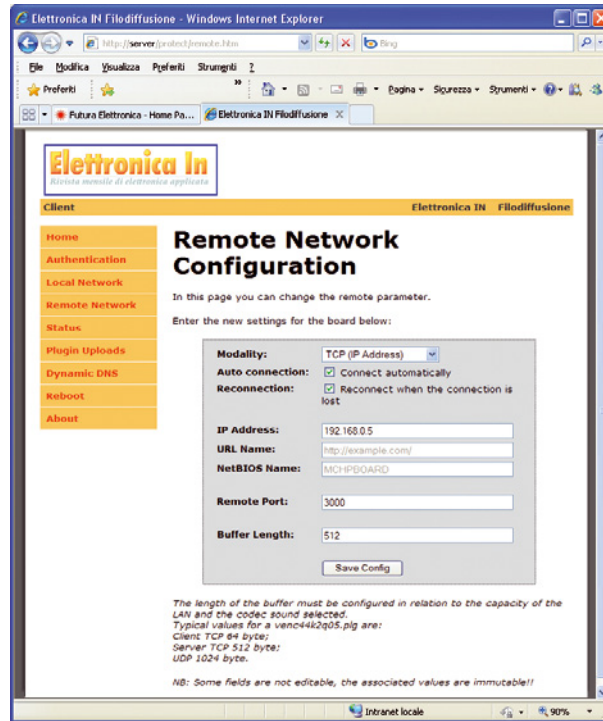 Elettronica IN Filodiffusione - Windows Internet Explorer
http://server/protect/remote.htm
Bing
File Modifica Visualizza Preferiti Strumenti ?
Preferiti
Pagina Sicurezza Strumenti
Futura Elettronica - Home Pa...
Elettronica IN Filodiffusione X
Elettronica In
Rivista mensile di elettronica applicata
Client
Elettronica IN Filodiffusione
Home
Authentication
Local Network
Remote Network
Status
Plugin Uploads
Dynamic DNS
Reboot
About
Remote Network
Configuration
In this page you can change the remote parameter.
Enter the new settings for the board below:
Modality: TCP (IP Address)
Auto connection: Connect automatically
Reconnection: Reconnect when the connection is
lost
IP Address: 192.168.0.5
URL Name: http://example.com/
NetBIOS Name: MCHPBOARD
Remote Port: 3000
Buffer Length: 512
Save Config
The length of the buffer must be configured in relation to the capacity of the
LAN and the codec sound selected.
Typical values for a venc44k2q05.plg are:
Client TCP 64 byte;
Server TCP 512 byte;
UDP 1024 byte.
NB: Some fields are not editable, the associated values are immutable!!
Intranet locale
90%